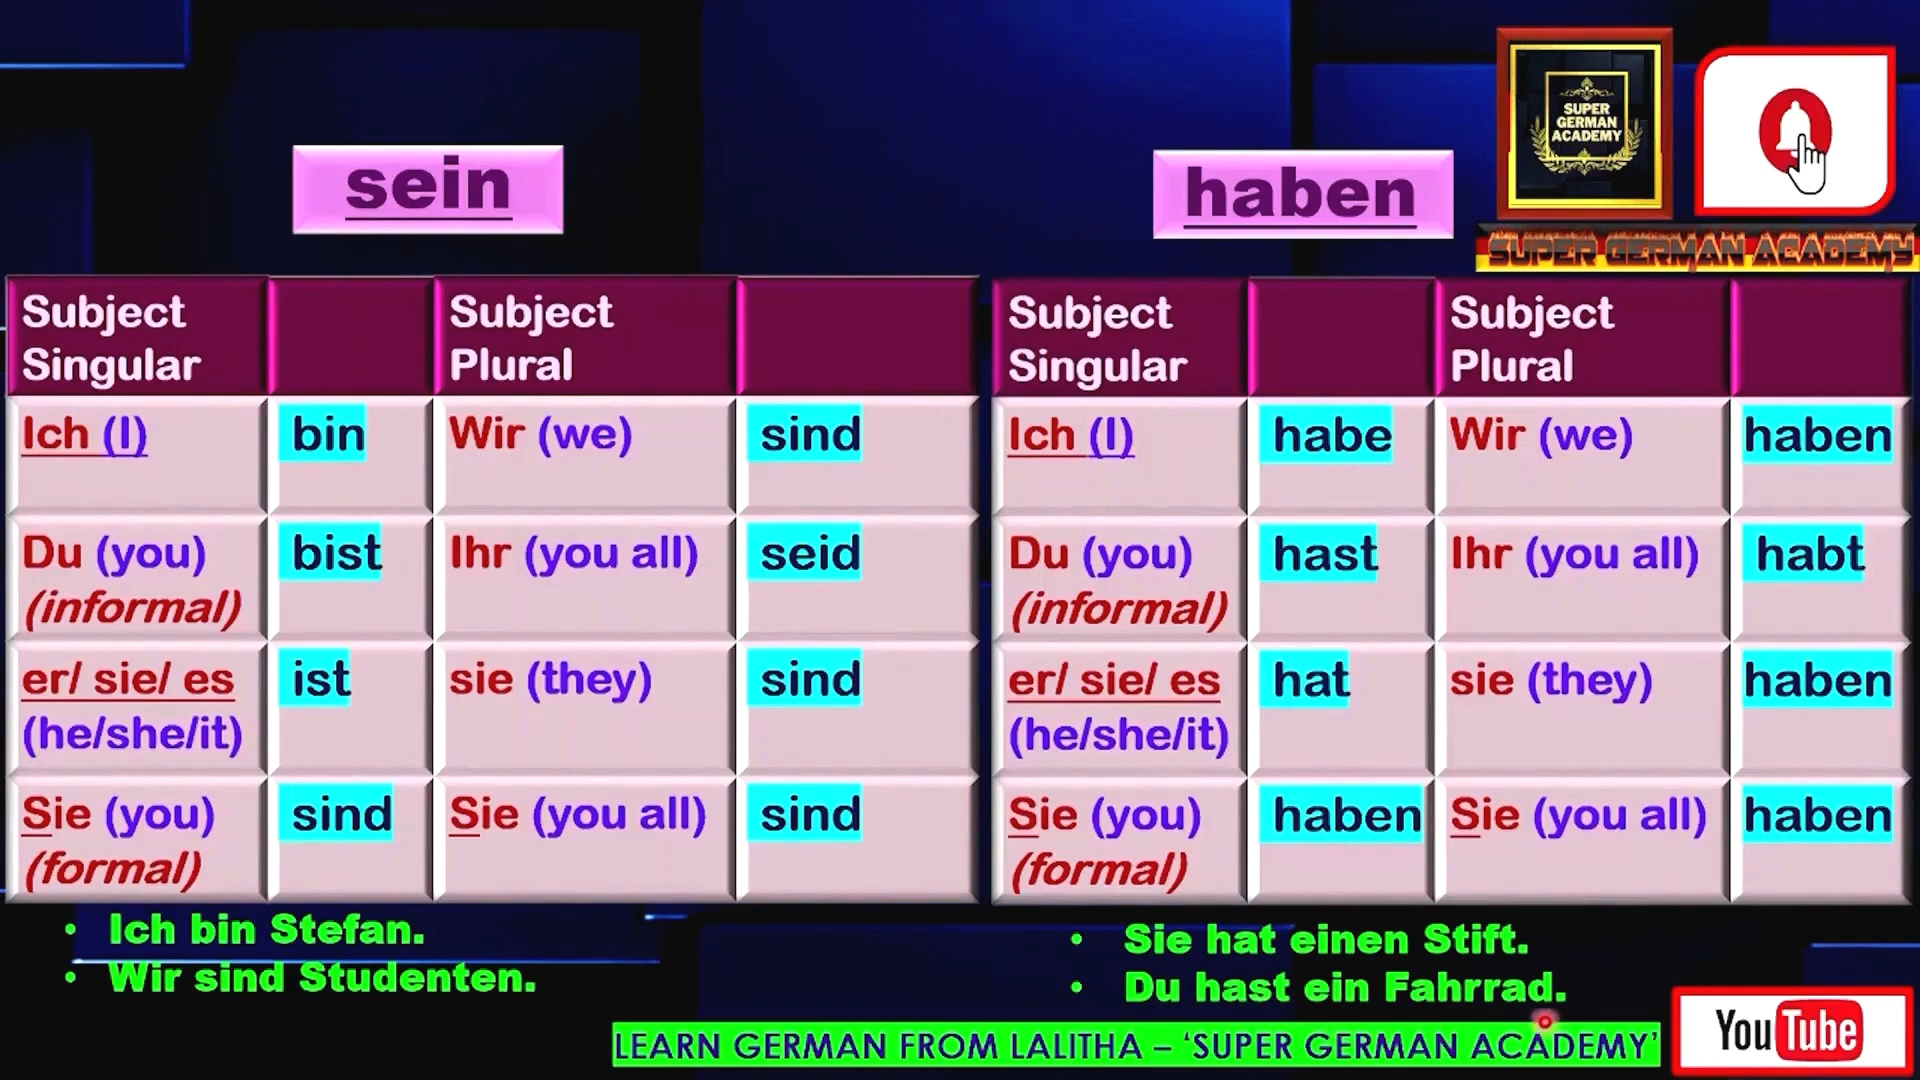 SUPER
GERMAN
ACADEMY
SUPER GERMAN ACADEMY
sein
Subject Singular | | Subject Plural |
Ich (I) | bin | Wir (we) | sind
Du (you) (informal) | bist | Ihr (you all) | seid
er/ sie/ es (he/she/it) | ist | sie (they) | sind
Sie (you) (formal) | sind | Sie (you all) | sind
• Ich bin Stefan.
• Wir sind Studenten.
haben
Subject Singular | | Subject Plural |
Ich (I) | habe | Wir (we) | haben
Du (you) (informal) | hast | Ihr (you all) | habt
er/ sie/ es (he/she/it) | hat | sie (they) | haben
Sie (you) (formal) | haben | Sie (you all) | haben
• Sie hat einen Stift.
• Du hast ein Fahrrad.
LEARN GERMAN FROM LALITHA – ‘SUPER GERMAN ACADEMY’
YouTube